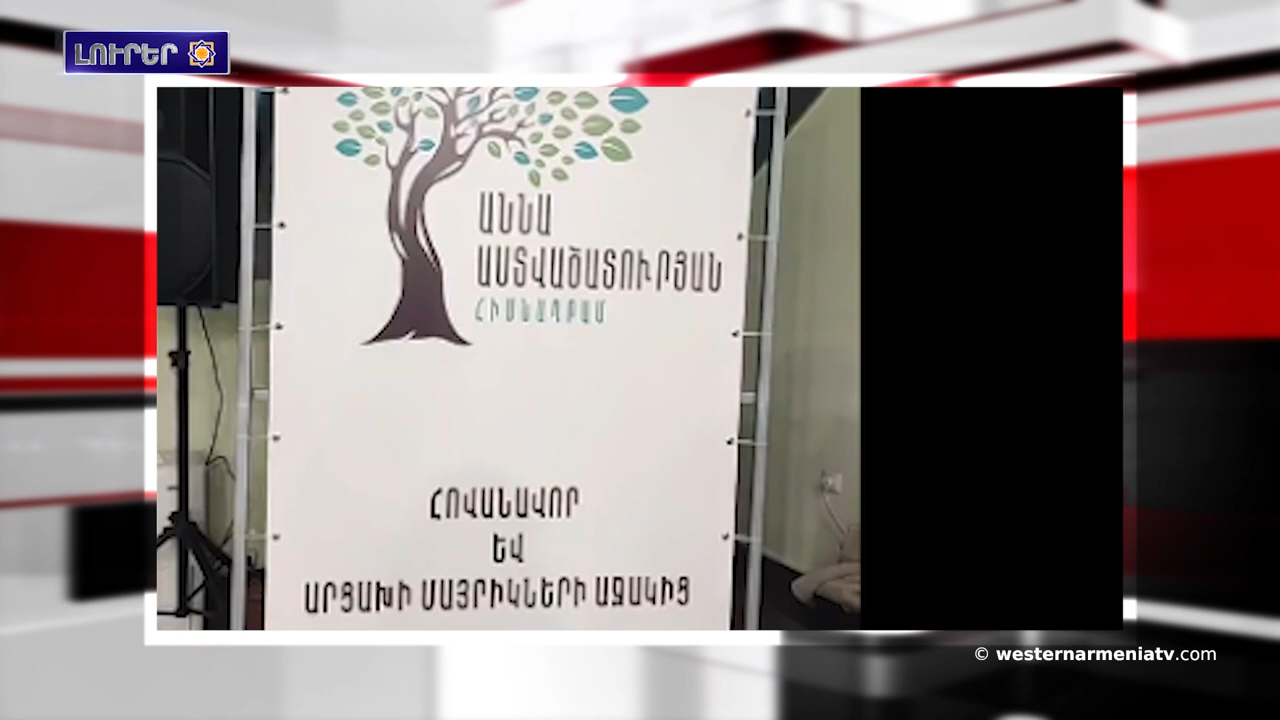 ԼՈՒՐԵՐ
ԱՆՆԱ
ԱՍՏՎԱԾԱՏՈՒՐՅԱՆ
ՀԻՄՆԱԴՐԱՄ
ՀՈՎԱՆԱՎՈՐ
ԵՎ
ԱՐՑԱԽԻ ՄԱՅՐԻԿՆԵՐԻ ԱՋԱԿԻՑ
© westernarmeniatv.com